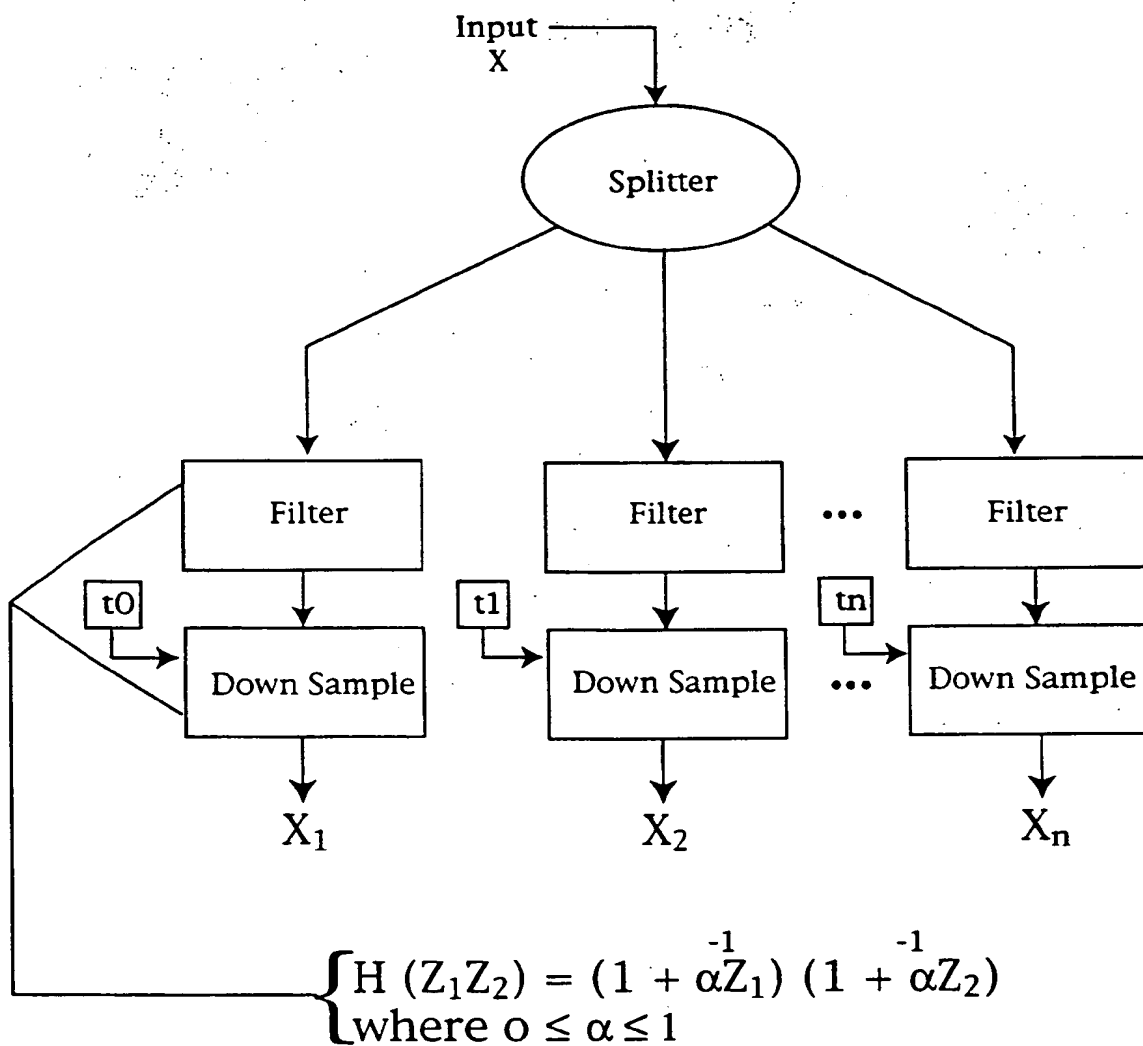 Input
X
Splitter
Filter Filter ... Filter
t0 t1 tn
Down Sample Down Sample ... Down Sample
X₁ X₂ Xₙ
-1 -1
H (Z₁Z₂) = (1 + αZ₁) (1 + αZ₂)
where o ≤ α ≤ 1